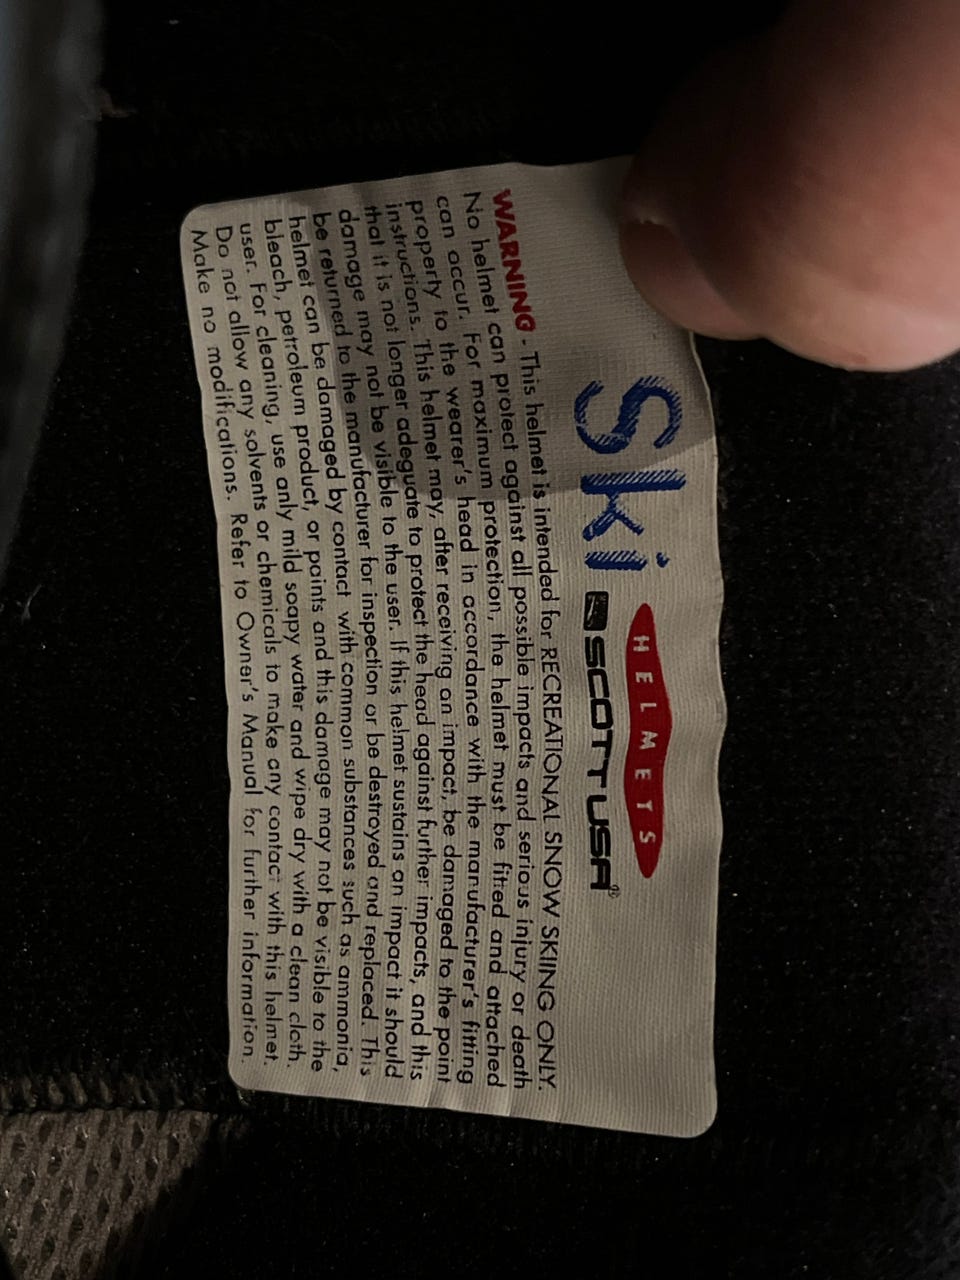 Ski HELMETS
SCOTT USA®
WARNING - This helmet is intended for RECREATIONAL SNOW SKIING ONLY.
No helmet can protect against all possible impacts and serious injury or death
can occur. For maximum protection, the helmet must be fitted and attached
property to the wearer's head in accordance with the manufacturer's fitting
instructions. This helmet may, after receiving an impact, be damaged to the point
that it is not longer adequate to protect the head against further impacts, and this
damage may not be visible to the user. If this helmet sustains an impact it should
be returned to the manufacturer for inspection or be destroyed and replaced. This
helmet can be damaged by contact with common substances such as ammonia,
bleach, petroleum product, or paints and this damage may not be visible to the
user. For cleaning, use only mild soapy water and wipe dry with a clean cloth.
Do not allow any solvents or chemicals to make any contact with this helmet.
Make no modifications. Refer to Owner's Manual for further information.